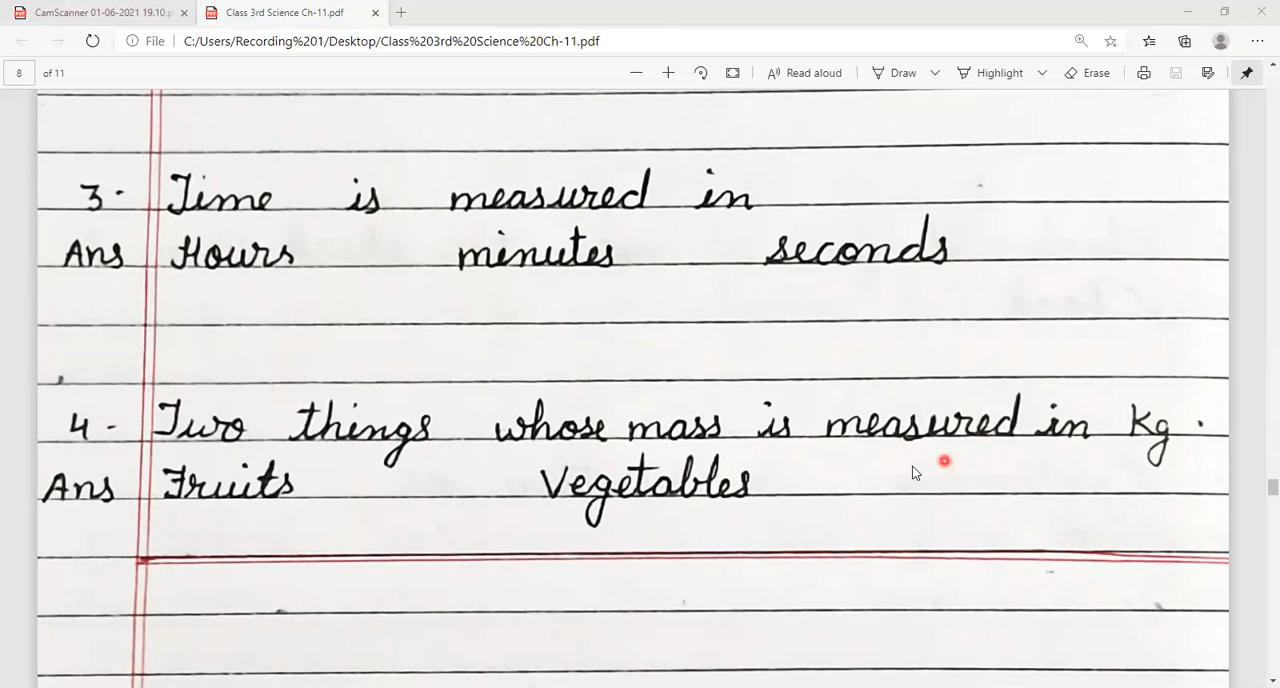 CamScanner 01-06-2021 19.10.p
Class 3rd Science Ch-11.pdf
File
C:/Users/Recording%201/Desktop/Class%203rd%20Science%20Ch-11.pdf
8 of 11
Read aloud
Draw
Highlight
Erase
3. Time is measured in
Ans Hours minutes seconds
4. Two things whose mass is measured in Kg.
Ans Fruits Vegetables